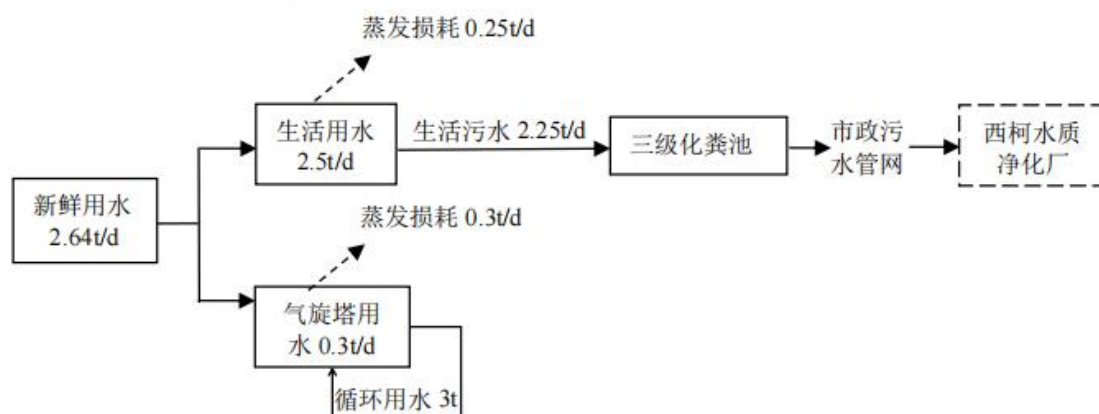 蒸发损耗 0.25t/d
生活用水
2.5t/d
生活污水 2.25t/d
三级化粪池
市政污
水管网
西柯水质
净化厂
新鲜用水
2.64t/d
蒸发损耗 0.3t/d
气旋塔用
水 0.3t/d
循环用水 3t